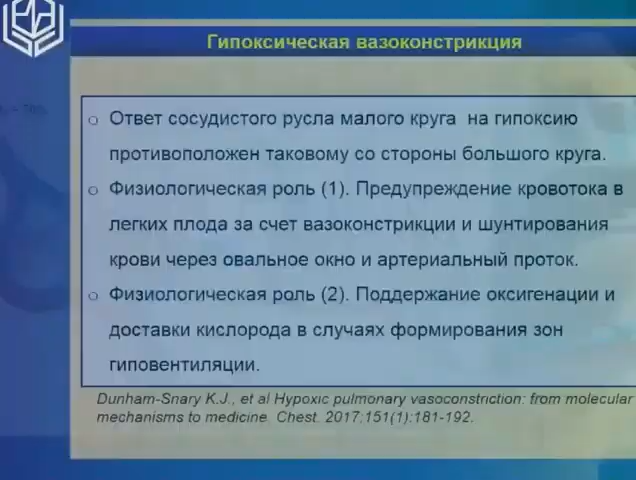 Гипоксическая вазоконстрикция
Ответ сосудистого русла малого круга на гипоксию
противоположен таковому со стороны большого круга.
Физиологическая роль (1). Предупреждение кровотока в
легких плода за счет вазоконстрикции и шунтирования
крови через овальное окно и артериальный проток.
Физиологическая роль (2). Поддержание оксигенации и
доставки кислорода в случаях формирования зон
гиповентиляции.
Dunham-Snary K.J., et al Hypoxic pulmonary vasoconstriction: from molecular
mechanisms to medicine. Chest. 2017;151(1):181-192.